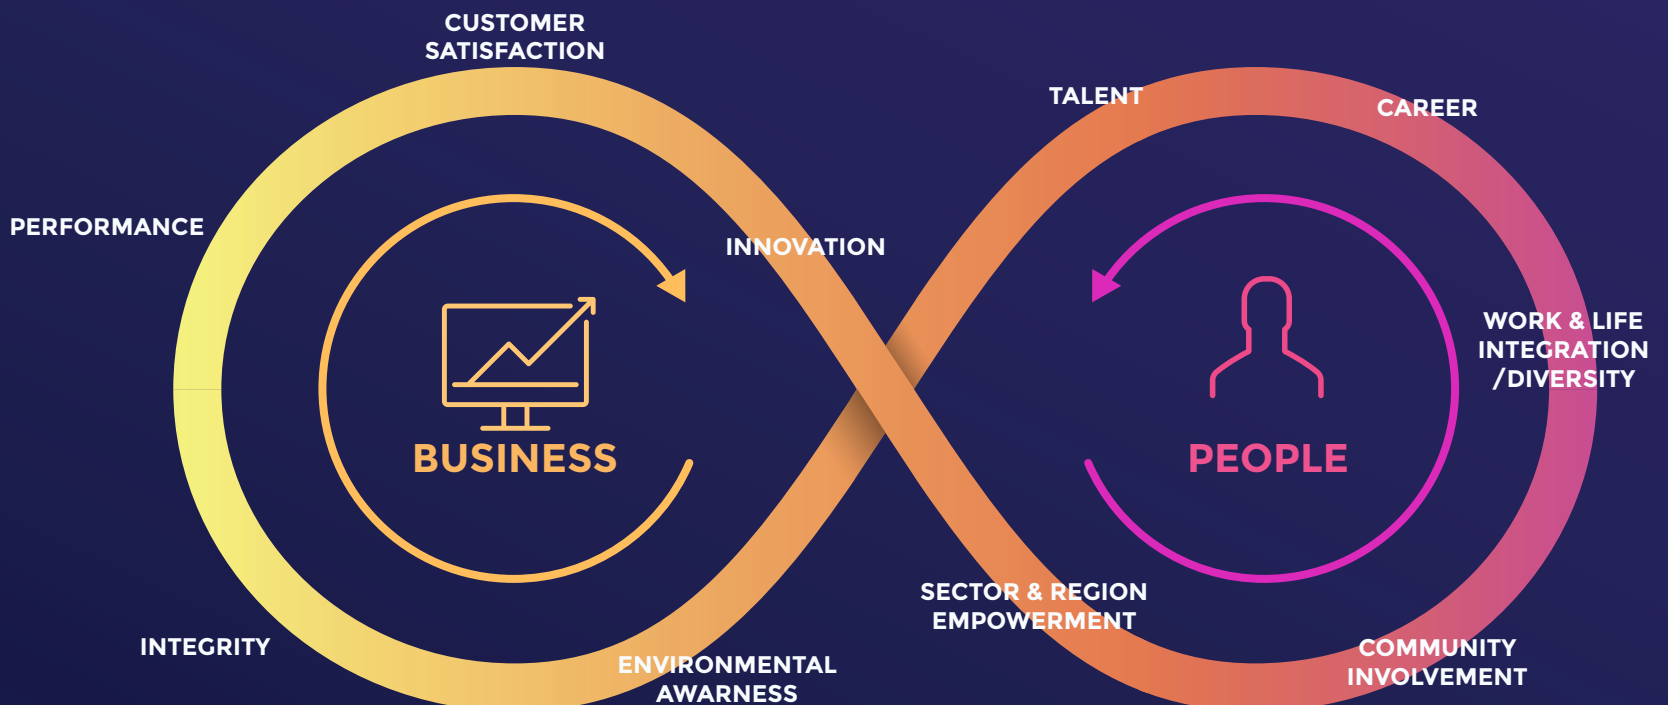 CUSTOMER
SATISFACTION
TALENT
CAREER
PERFORMANCE
INNOVATION
WORK & LIFE
INTEGRATION
/DIVERSITY
BUSINESS
PEOPLE
SECTOR & REGION
EMPOWERMENT
INTEGRITY
ENVIRONMENTAL
AWARNESS
COMMUNITY
INVOLVEMENT